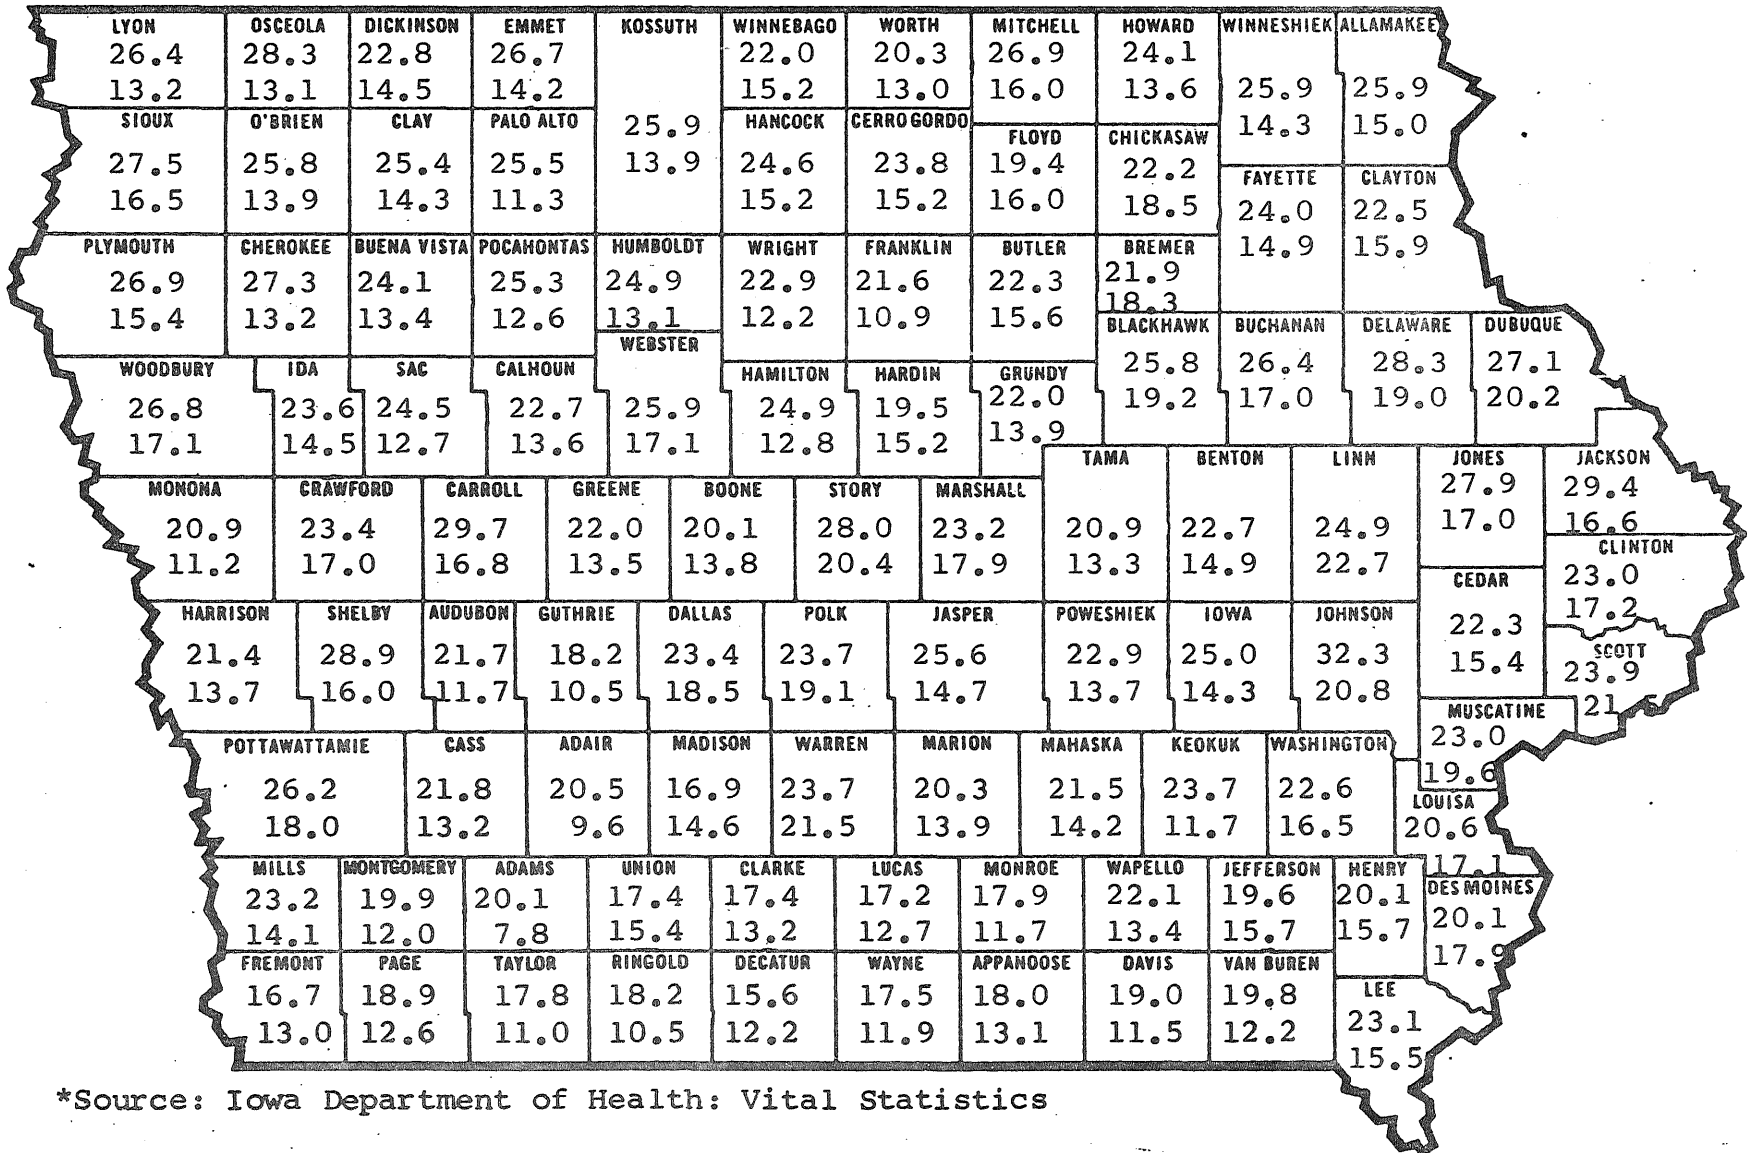 LYON OSCEOLA DICKINSON EMMET KOSSUTH WINNEBAGO WORTH MITCHELL HOWARD WINNESHIEK ALLAMAKEE
26.4 28.3 22.8 26.7 22.0 20.3 26.9 24.1
13.2 13.1 14.5 14.2 15.2 13.0 16.0 13.6 25.9 25.9
SIOUX O'BRIEN CLAY PALO ALTO 25.9 HANCOCK CERRO GORDO 14.3 15.0
FLOYD CHICKASAW
27.5 25.8 25.4 25.5 13.9 24.6 23.8 19.4 22.2
FAYETTE CLAYTON
16.5 13.9 14.3 11.3 15.2 15.2 16.0 18.5 24.0 22.5
PLYMOUTH CHEROKEE BUENA VISTA POCAHONTAS HUMBOLDT WRIGHT FRANKLIN BUTLER BREMER 14.9 15.9
26.9 27.3 24.1 25.3 24.9 22.9 21.6 22.3 21.9
15.4 13.2 13.4 12.6 13.1 12.2 10.9 15.6 18.3
BLACKHAWK BUCHANAN DELAWARE DUBUQUE
WEBSTER
25.8 26.4 28.3 27.1
WOODBURY IDA SAC CALHOUN HAMILTON HARDIN GRUNDY
22.0 19.2 17.0 19.0 20.2
26.8 23.6 24.5 22.7 25.9 24.9 19.5
17.1 14.5 12.7 13.6 17.1 12.8 15.2 13.9
TAMA BENTON LINN JONES JACKSON
MONONA CRAWFORD CARROLL GREENE BOONE STORY MARSHALL 27.9 29.4
20.9 23.4 29.7 22.0 20.1 28.0 23.2 20.9 22.7 24.9 17.0 16.6
CLINTON
11.2 17.0 16.8 13.5 13.8 20.4 17.9 13.3 14.9 22.7 CEDAR 23.0
HARRISON SHELBY AUDUBON GUTHRIE DALLAS POLK JASPER POWESHIEK IOWA JOHNSON 17.2
22.3
21.4 28.9 21.7 18.2 23.4 23.7 25.6 22.9 25.0 32.3 SCOTT
15.4 23.9
13.7 16.0 11.7 10.5 18.5 19.1 14.7 13.7 14.3 20.8
MUSCATINE 21.
POTTAWATTAMIE CASS ADAIR MADISON WARREN MARION MAHASKA KEOKUK WASHINGTON 23.0
26.2 21.8 20.5 16.9 23.7 20.3 21.5 23.7 22.6 19.6
LOUISA
18.0 13.2 9.6 14.6 21.5 13.9 14.2 11.7 16.5 20.6
MILLS MONTGOMERY ADAMS UNION CLARKE LUCAS MONROE WAPELLO JEFFERSON HENRY 17.1
DES MOINES
23.2 19.9 20.1 17.4 17.4 17.2 17.9 22.1 19.6 20.1
20.1
14.1 12.0 7.8 15.4 13.2 12.7 11.7 13.4 15.7 15.7
17.9
FREMONT PAGE TAYLOR RINGOLD DECATUR WAYNE APPANOOSE DAVIS VAN BUREN
16.7 18.9 17.8 18.2 15.6 17.5 18.0 19.0 19.8 LEE
23.1
13.0 12.6 11.0 10.5 12.2 11.9 13.1 11.5 12.2
15.5
*Source: Iowa Department of Health: Vital Statistics